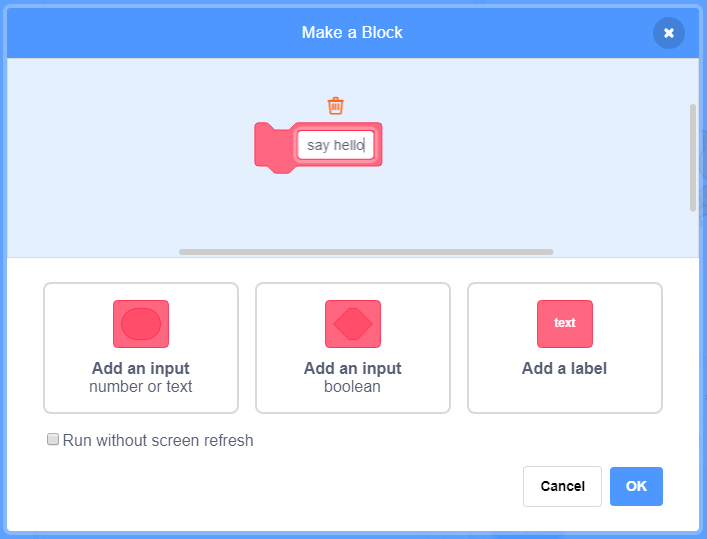 Make a Block
say hello
text
Add an input
number or text
Add an input
boolean
Add a label
Run without screen refresh
Cancel
OK